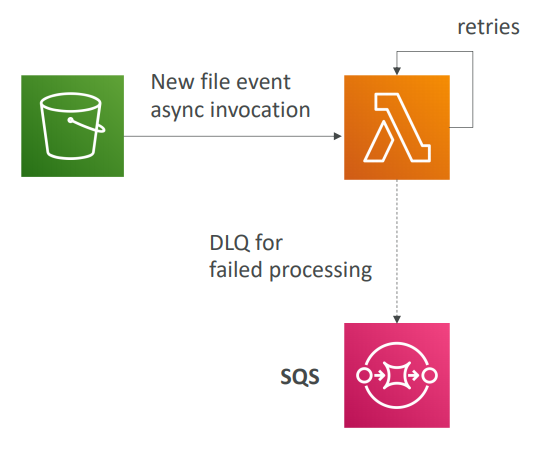 retries
New file event
async invocation
DLQ for
failed processing
SQS